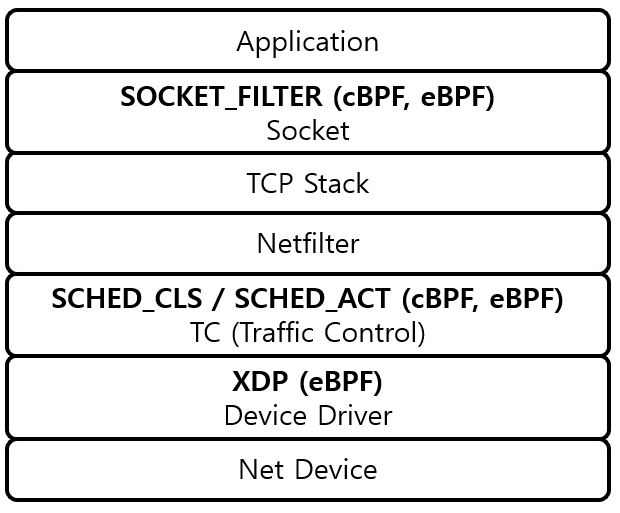 Application
SOCKET_FILTER (cBPF, eBPF)
Socket
TCP Stack
Netfilter
SCHED_CLS / SCHED_ACT (cBPF, eBPF)
TC (Traffic Control)
XDP (eBPF)
Device Driver
Net Device